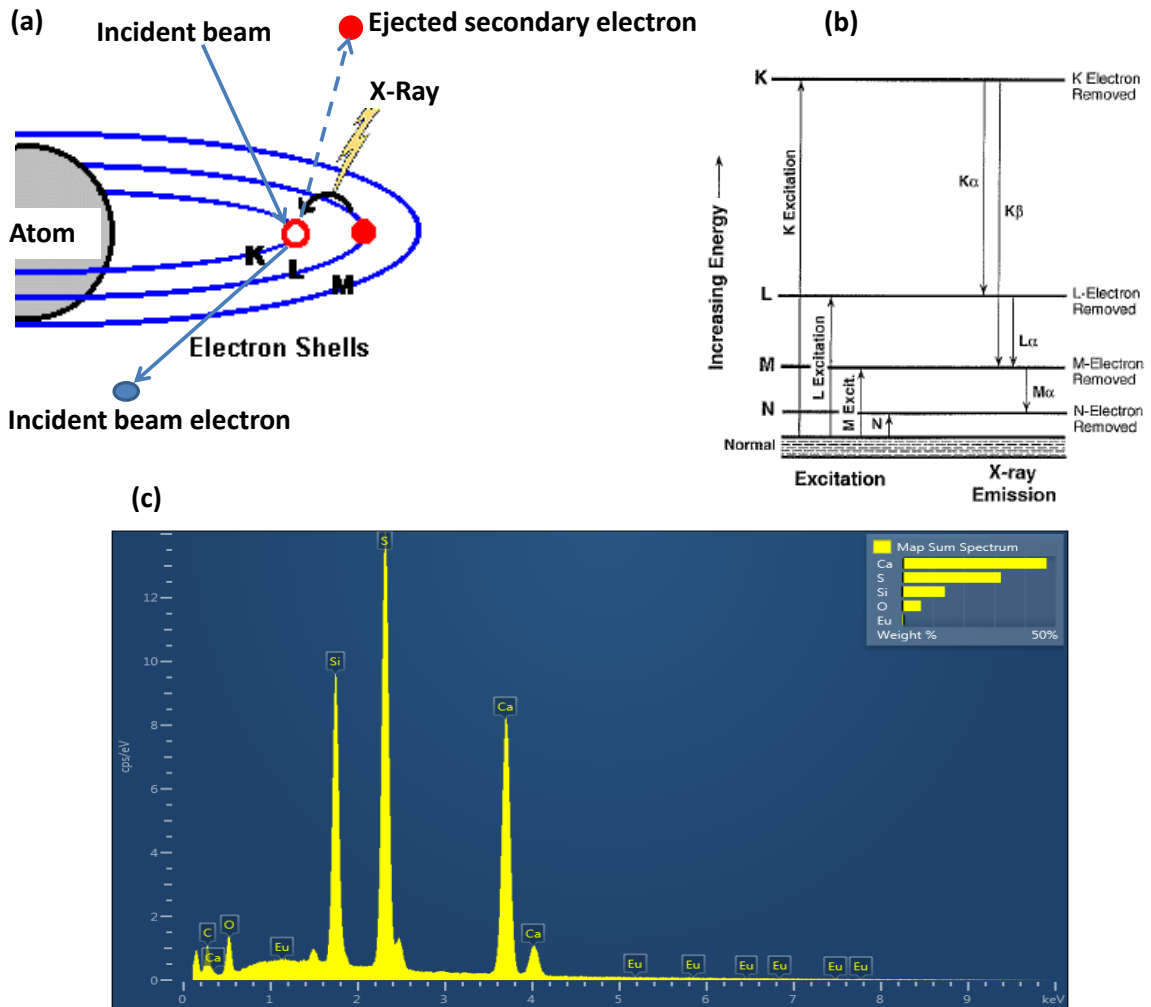 (a)
Incident beam
Ejected secondary electron
X-Ray
Atom
K
L
M
Electron Shells
Incident beam electron
(b)
K
K Electron
Removed
Increasing Energy
K Excitation
Kα
Kβ
L
L-Electron
Removed
L Excitation
Lα
M
M-Electron
Removed
M Excit.
Mα
N
N
N-Electron
Removed
Normal
Excitation
X-ray
Emission
(c)
Map Sum Spectrum
Ca
S
Si
O
Eu
Weight %
50%
S
Si
Ca
Ca
C
O
Ca
Eu
Eu
Eu
Eu
Eu
Eu
Eu
cps/eV
12
10
8
6
4
2
0
0
1
2
3
4
5
6
7
8
9
keV